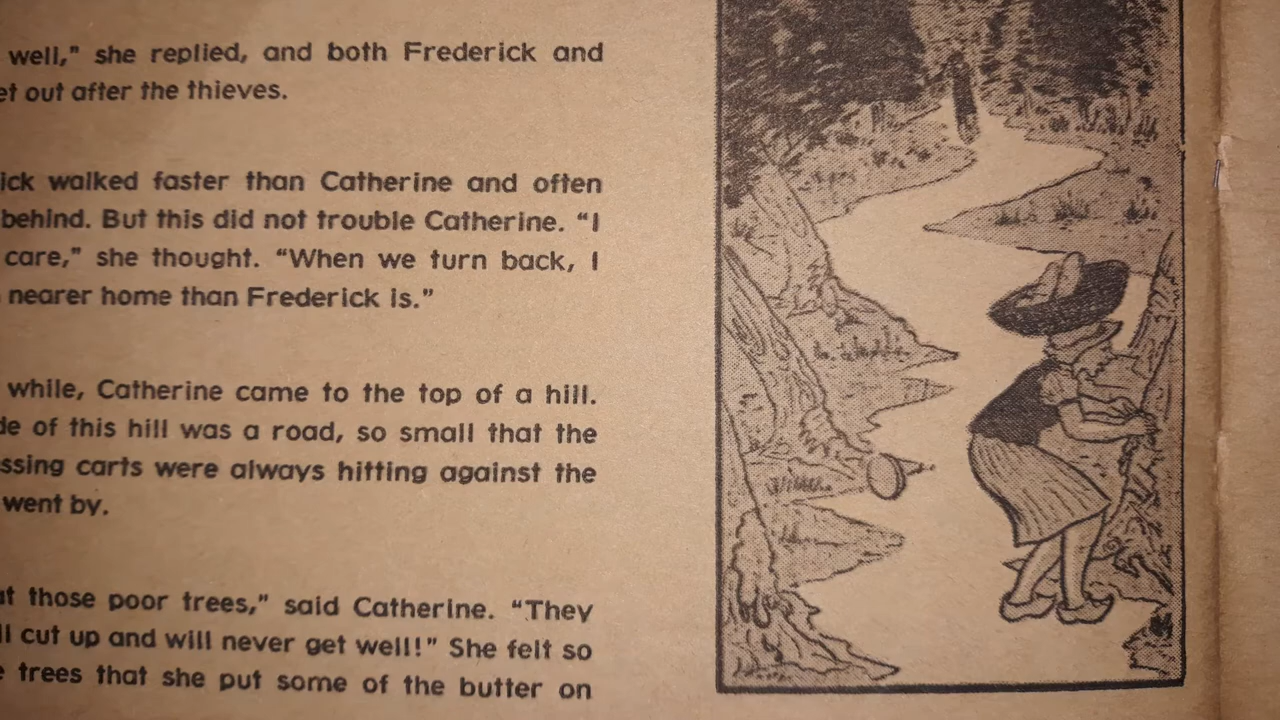 well,” she replied, and both Frederick and
et out after the thieves.
ick walked faster than Catherine and often
behind. But this did not trouble Catherine. “I
care,” she thought. “When we turn back, I
nearer home than Frederick is.”
while, Catherine came to the top of a hill.
de of this hill was a road, so small that the
ssing carts were always hitting against the
went by.
at those poor trees,” said Catherine. “They
ll cut up and will never get well!” She felt so
e trees that she put some of the butter on